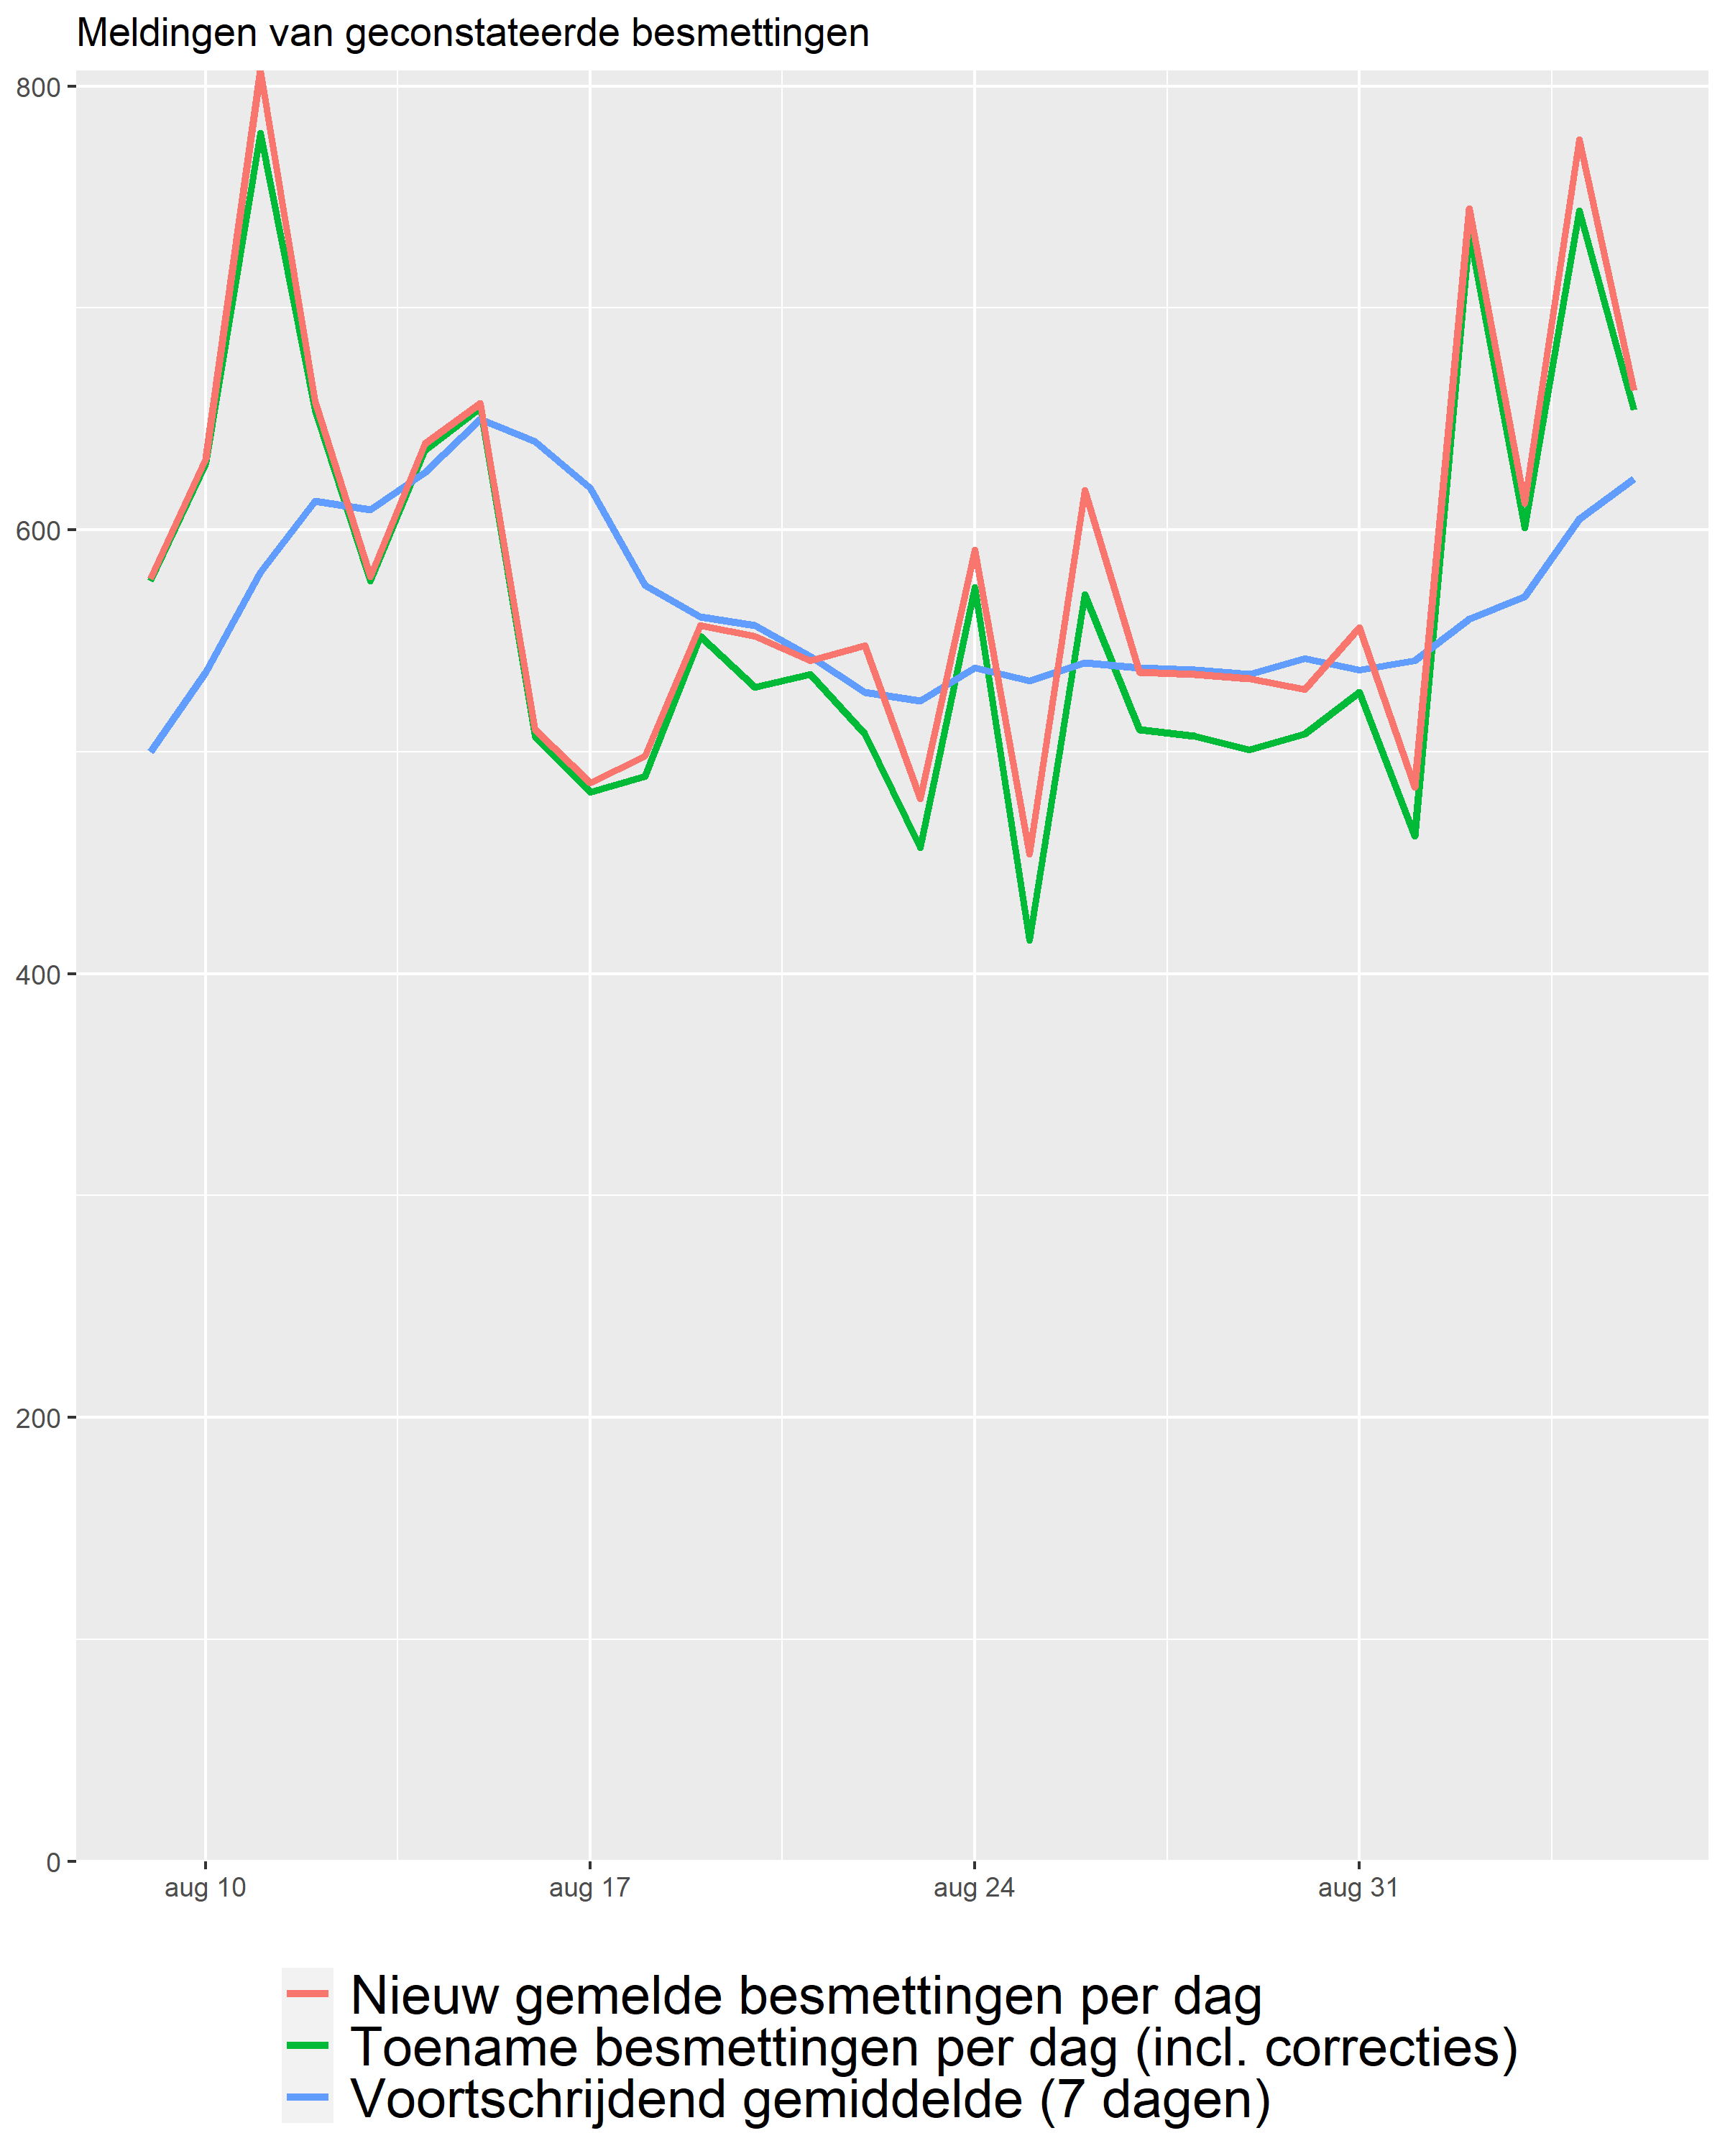 Meldingen van geconstateerde besmettingen
800
600
400
200
0
aug 10 aug 17 aug 24 aug 31
Nieuw gemelde besmettingen per dag
Toename besmettingen per dag (incl. correcties)
Voortschrijdend gemiddelde (7 dagen)